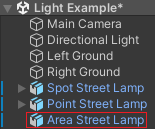 Light Example*
Main Camera
Directional Light
Left Ground
Right Ground
Spot Street Lamp
Point Street Lamp
Area Street Lamp